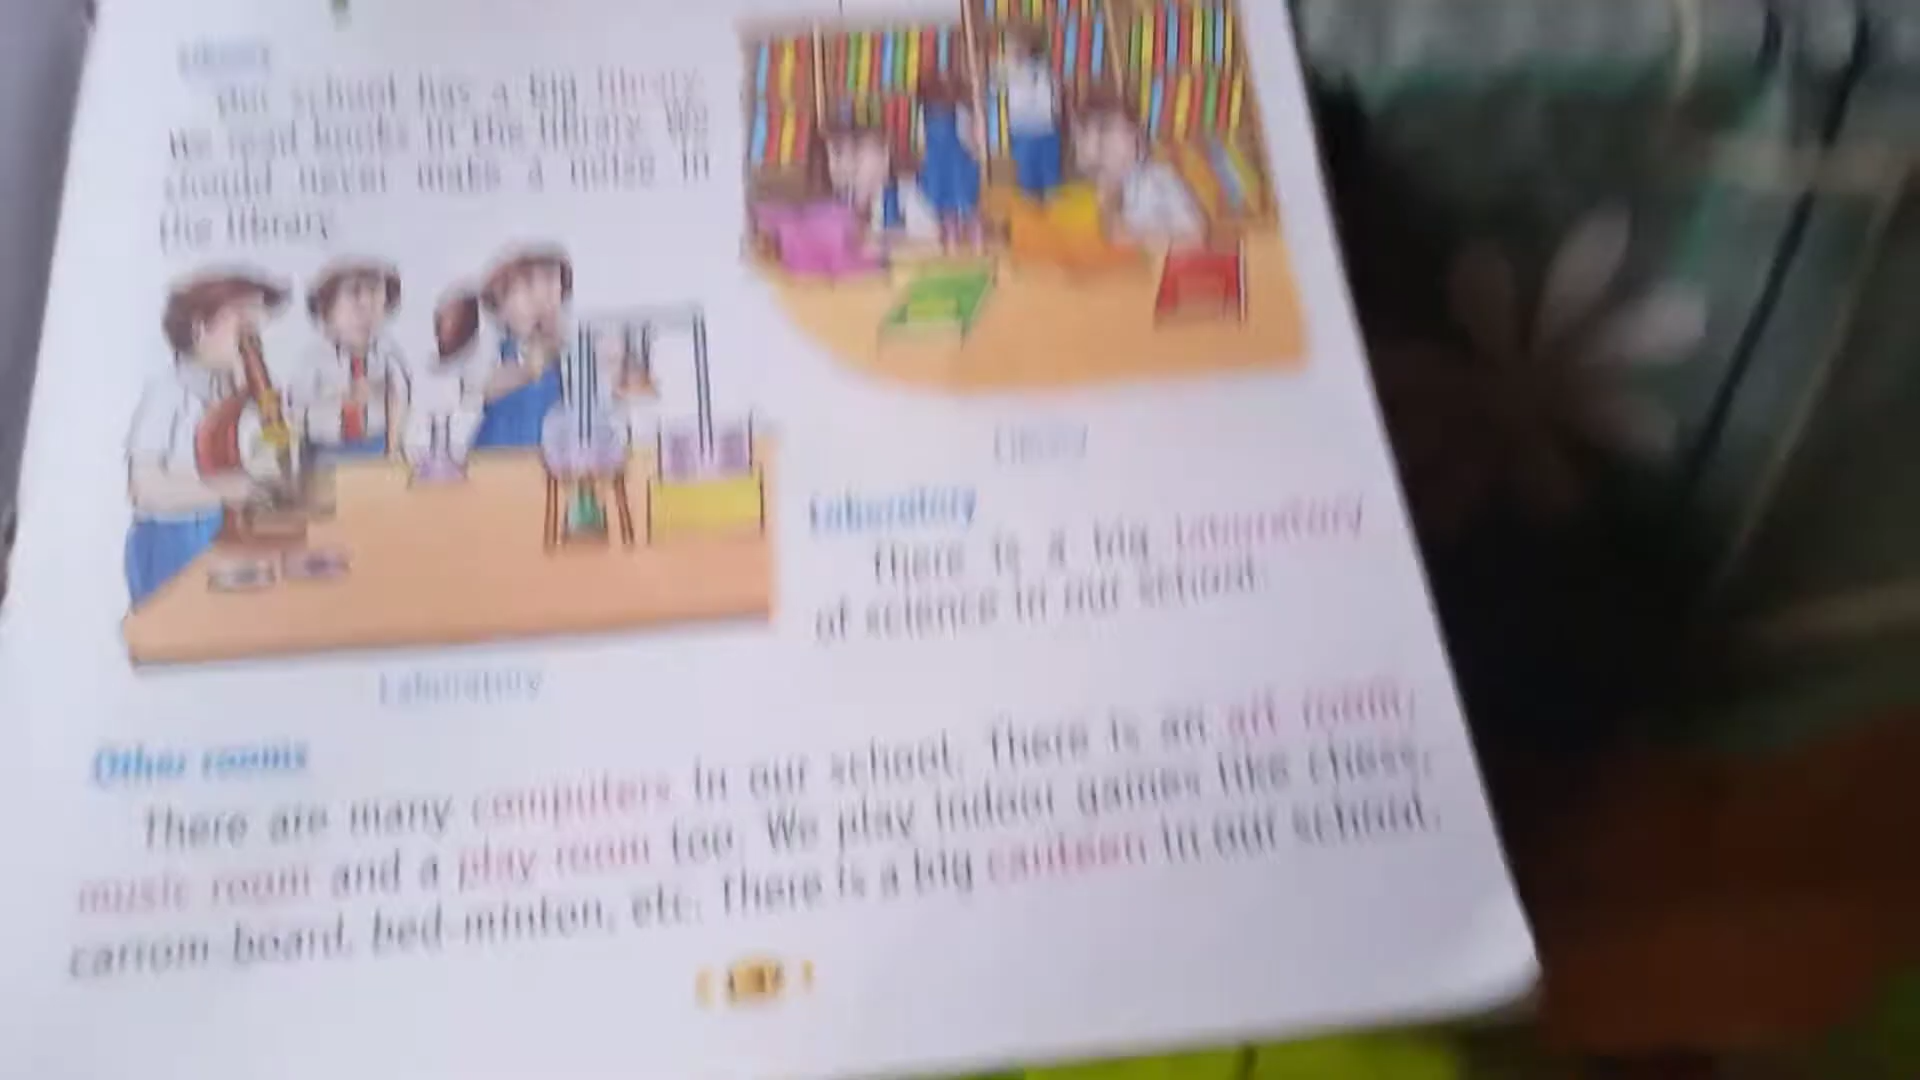 Library
Our school has a big library.
We read books in the library. We
should never make a noise in
the library.
Library
Laboratory
There is a big laboratory
of science in our school.
Laboratory
Other rooms
There are many computers in our school. There is an art room,
music room and a play room too. We play indoor games like chess,
carrom-board, bed-minton, etc. There is a big canteen in our school.